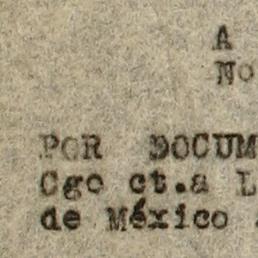 A
No
POR DOCUM
Cgo ct.a L
de México